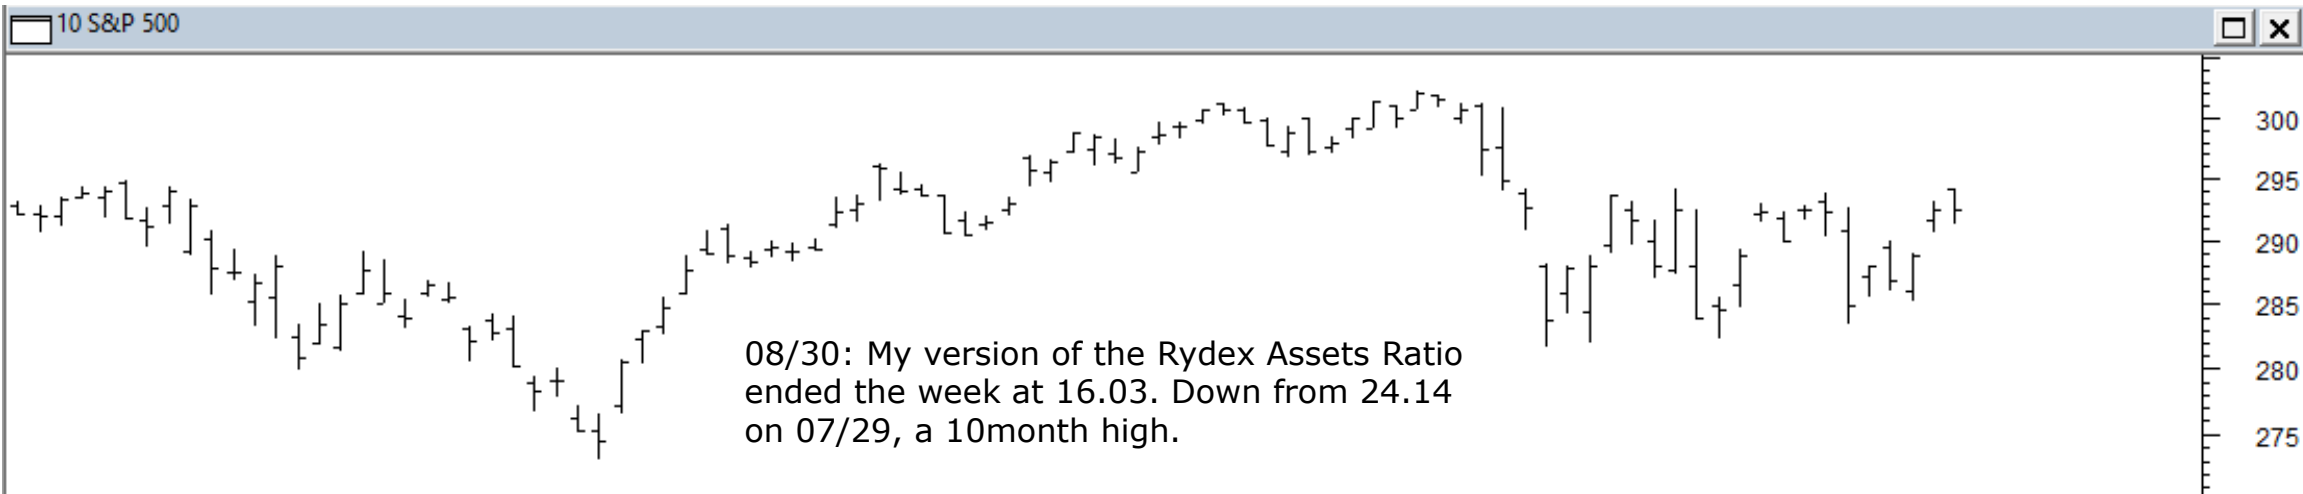 10 S&P 500
300
295
290
285
280
275
08/30: My version of the Rydex Assets Ratio
ended the week at 16.03. Down from 24.14
on 07/29, a 10month high.